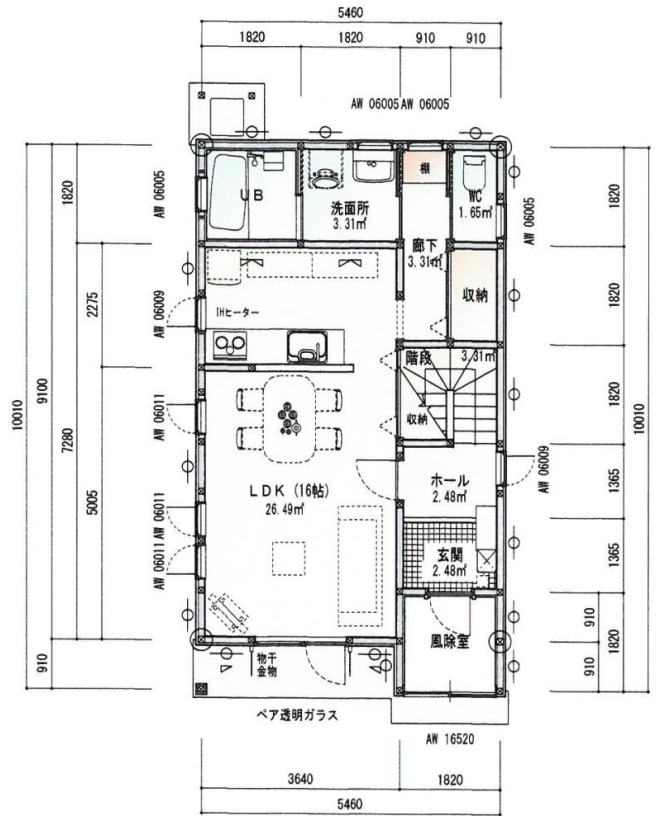 5460
1820
1820
910
910
AW 06005 AW 06005
10010
9100
910
1820
7280
2275
5005
AW 06005
AW 06009
AW 06011
AW 06011 AW 06011
UB
洗面所
3.31㎡
棚
WC
1.65㎡
廊下
3.31㎡
収納
IHヒーター
階段
3.31㎡
収納
LDK (16帖)
26.49㎡
ホール
2.48㎡
玄関
2.48㎡
風除室
物干
金物
ペア透明ガラス
AW 16520
AW 06005
AW 06009
1820
1820
1820
1365
1365
910
910
1820
10010
3640
1820
5460